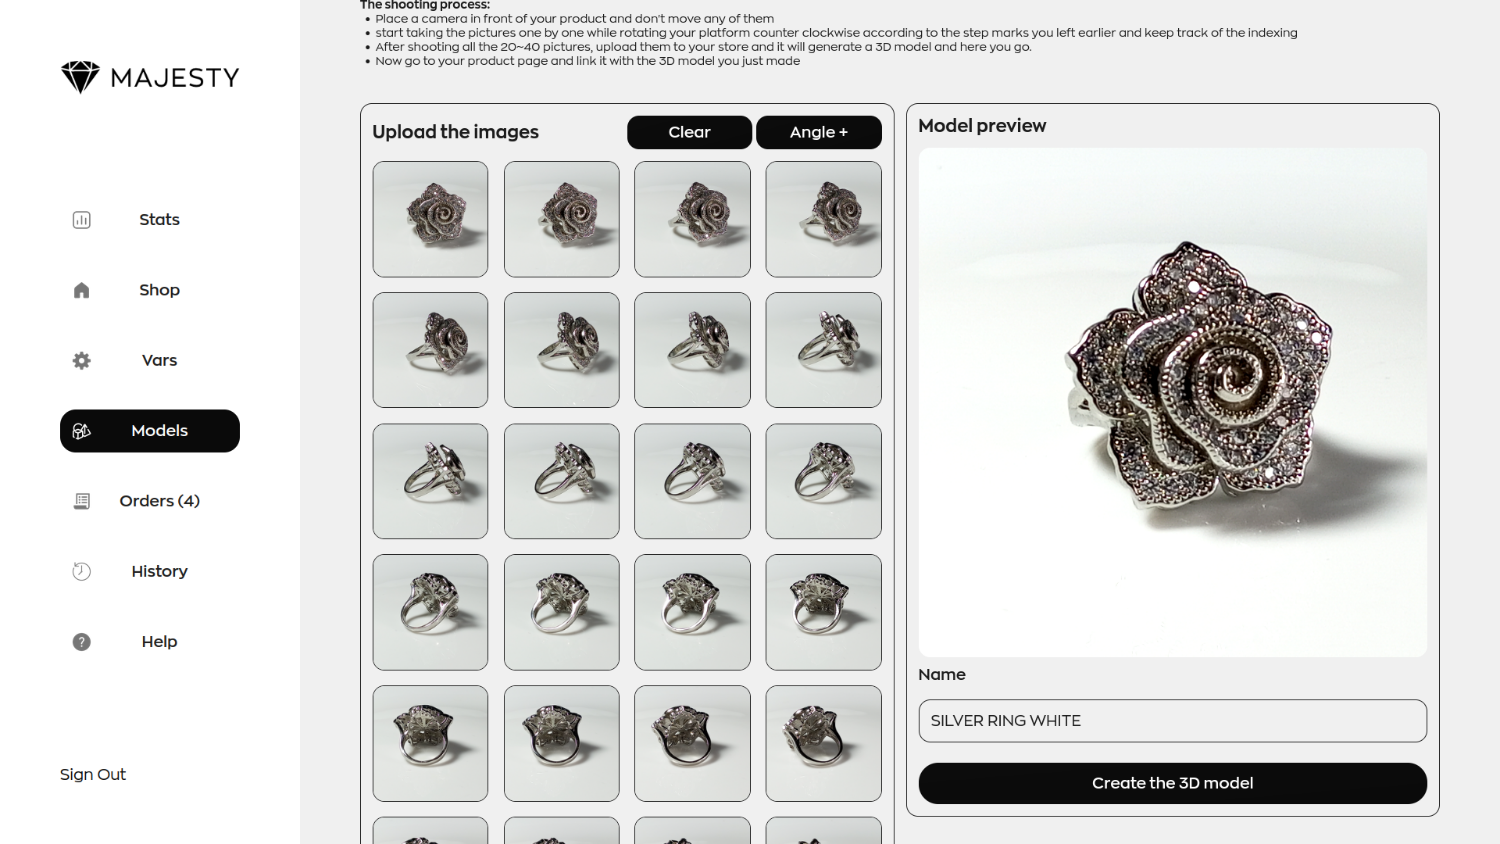 The shooting process:
Place a camera in front of your product and don't move any of them
start taking the pictures one by one while rotating your platform counter clockwise according to the step marks you left earlier and keep track of the indexing
After shooting all the 20~40 pictures, upload them to your store and it will generate a 3D model and here you go.
Now go to your product page and link it with the 3D model you just made
MAJESTY
Stats
Shop
Vars
Models
Orders (4)
History
Help
Sign Out
Upload the images
Clear
Angle +
Model preview
Name
SILVER RING WHITE
Create the 3D model